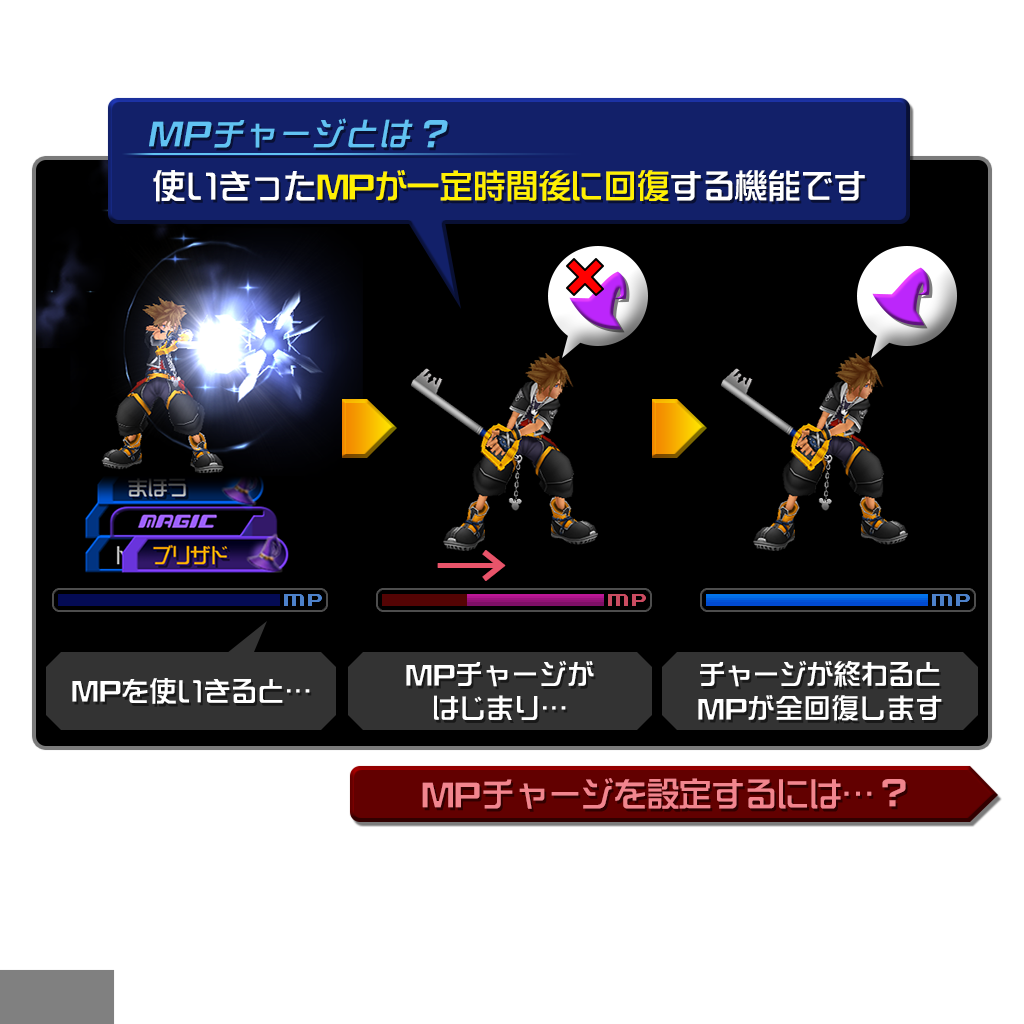 MPチャージとは？
使いきったMPが一定時間後に回復する機能です
まほう
MAGIC
ブリザド
MP
MP
MP
MPを使いきると…
MPチャージが
はじまり…
チャージが終わると
MPが全回復します
MPチャージを設定するには…？